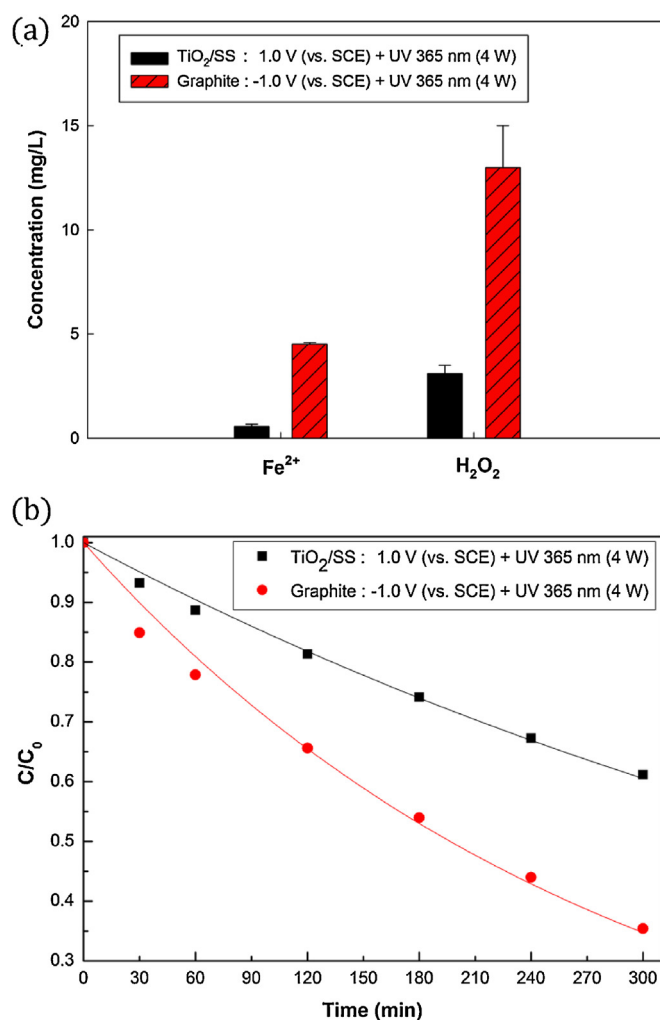 (a)
20
15
10
5
0
Concentration (mg/L)
TiO₂/SS : 1.0 V (vs. SCE) + UV 365 nm (4 W)
Graphite : -1.0 V (vs. SCE) + UV 365 nm (4 W)
Fe²⁺ H₂O₂
(b)
1.0
0.9
0.8
0.7
0.6
0.5
0.4
0.3
C/C₀
TiO₂/SS : 1.0 V (vs. SCE) + UV 365 nm (4 W)
Graphite : -1.0 V (vs. SCE) + UV 365 nm (4 W)
0 30 60 90 120 150 180 210 240 270 300
Time (min)